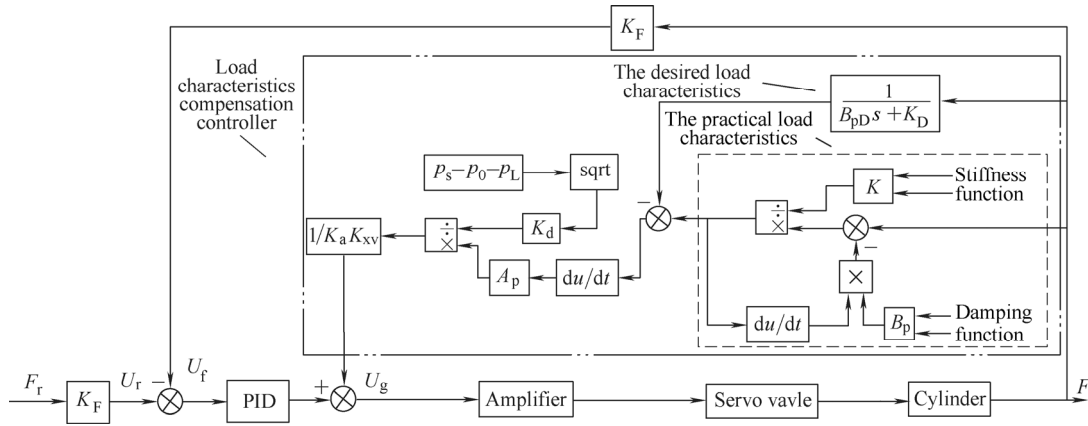 K_F
Load
characteristics
compensation
controller
The desired load
characteristics
1
B_pD s + K_D
The practical load
characteristics
p_s−p_0−p_L
sqrt
K
Stiffness
function
÷
×
−
1/K_a K_xv
÷
×
K_d
−
A_p
du/dt
×
du/dt
B_p
Damping
function
F_r
K_F
U_r
−
U_f
PID
+
U_g
Amplifier
Servo vavle
Cylinder
F